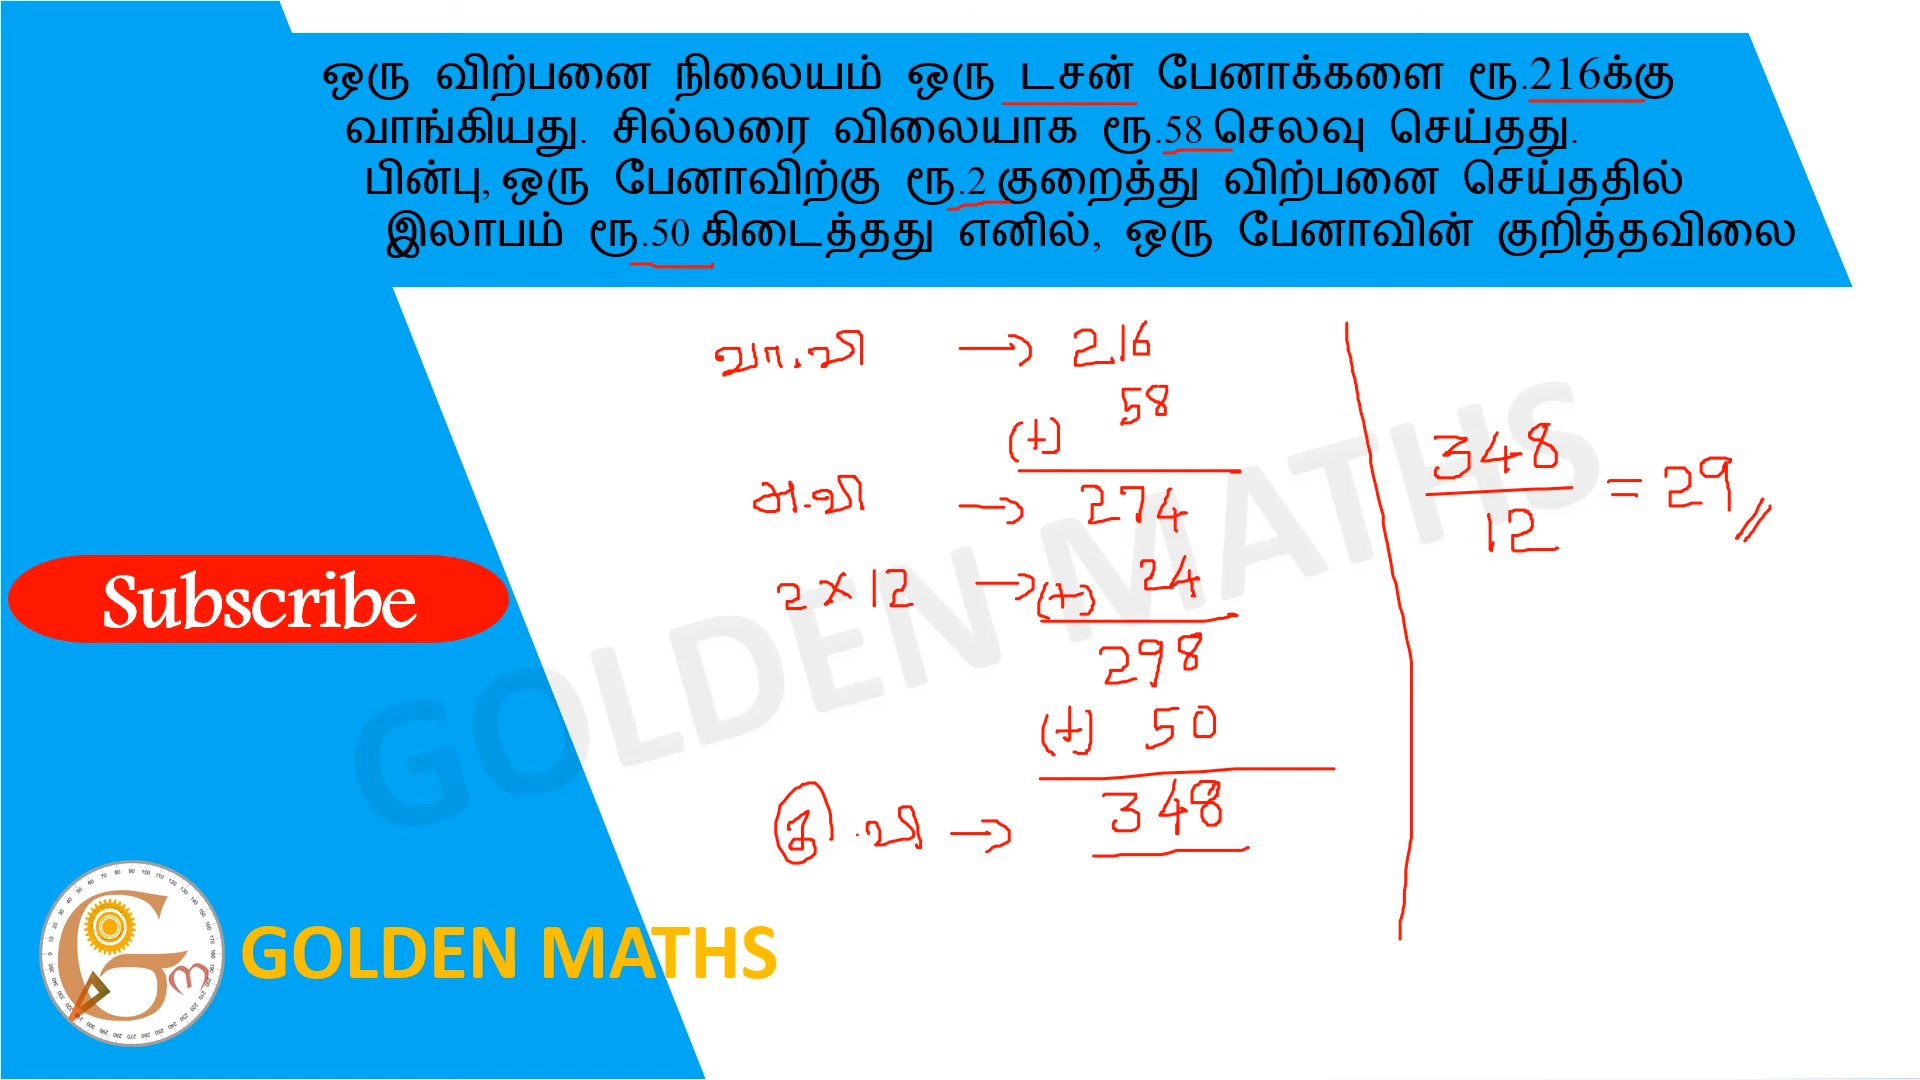 ஒரு விற்பனை நிலையம் ஒரு டசன் பேனாக்களை ரூ.216க்கு
வாங்கியது. சில்லரை விலையாக ரூ.58 செலவு செய்தது.
பின்பு, ஒரு பேனாவிற்கு ரூ.2 குறைத்து விற்பனை செய்ததில்
இலாபம் ரூ.50 கிடைத்தது எனில், ஒரு பேனாவின் குறித்தவிலை
வா.வி → 216
58
(+)
அ.வி → 274
2 × 12 → (+) 24
298
(+) 50
கு.வி → 348
348
12
= 29
GOLDEN MATHS
Subscribe
GOLDEN MATHS